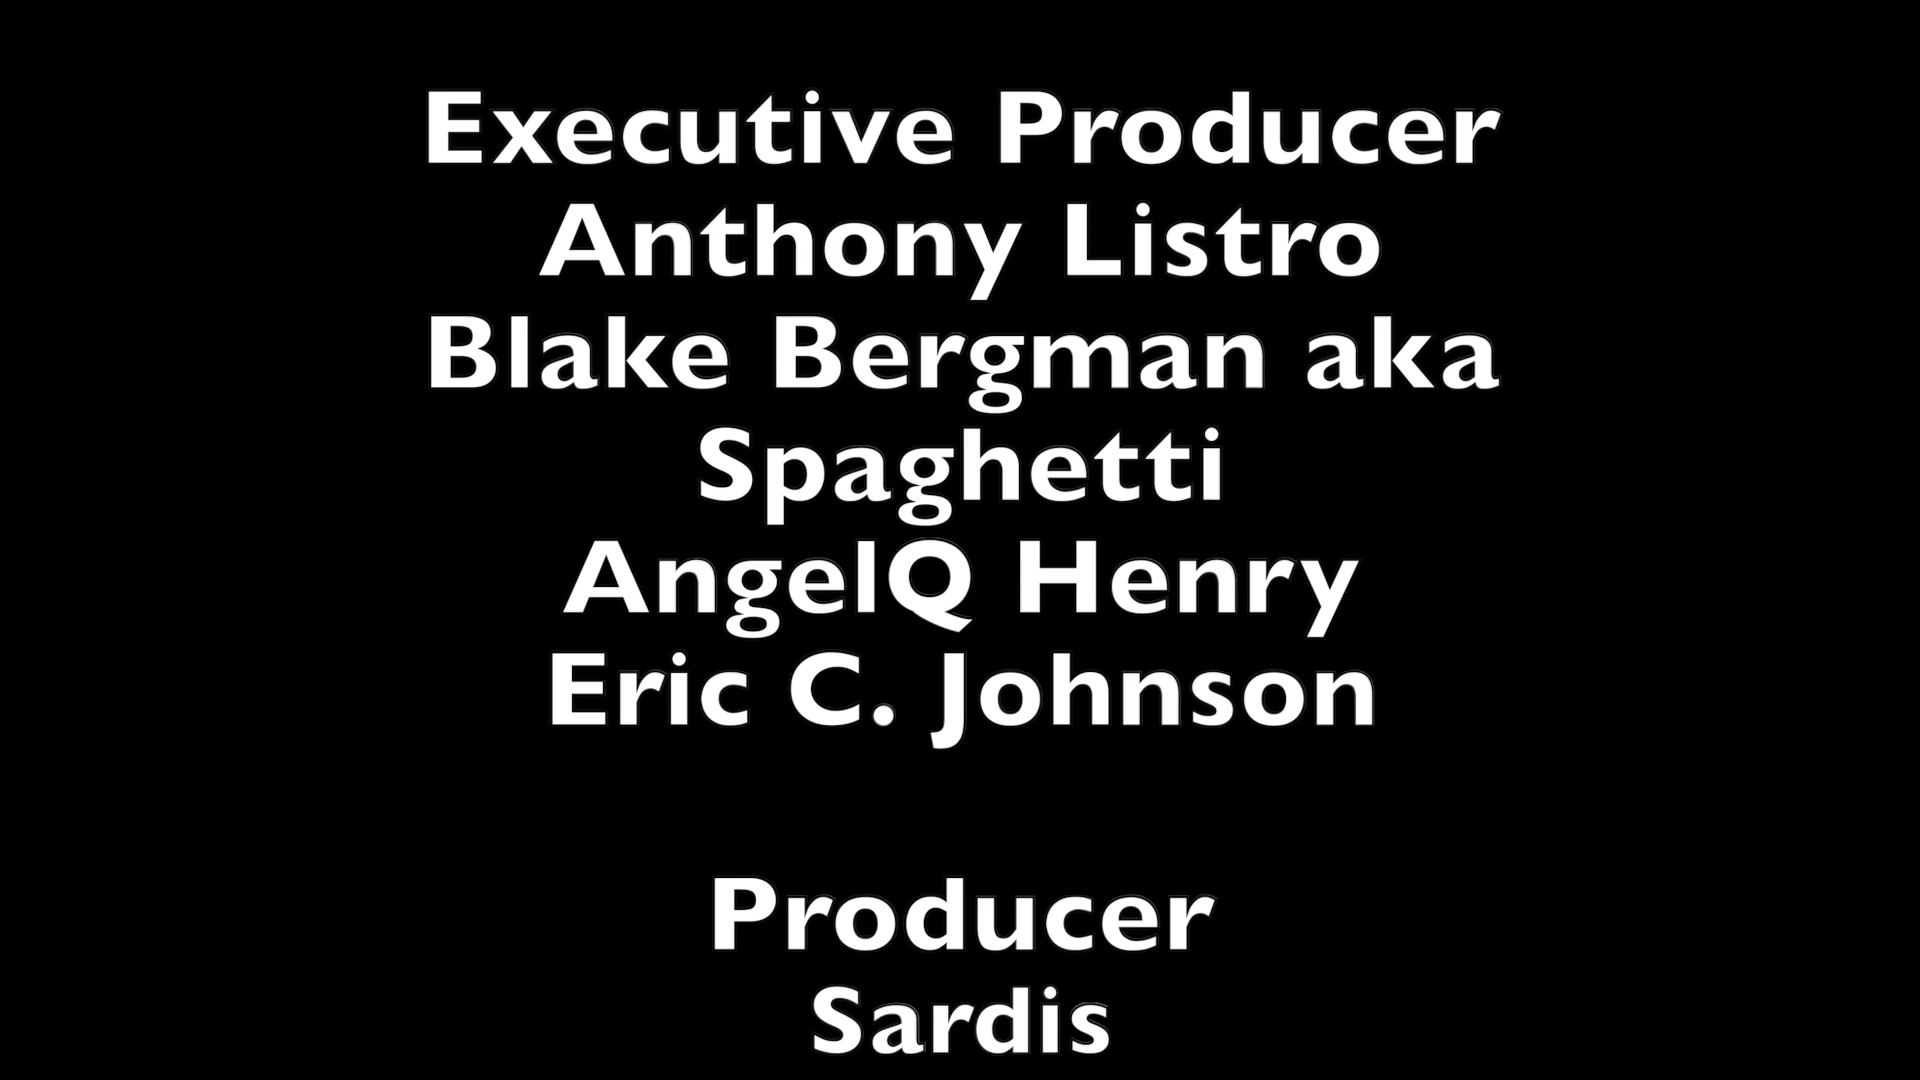 Executive Producer
Anthony Listro
Blake Bergman aka
Spaghetti
AngelQ Henry
Eric C. Johnson
Producer
Sardis